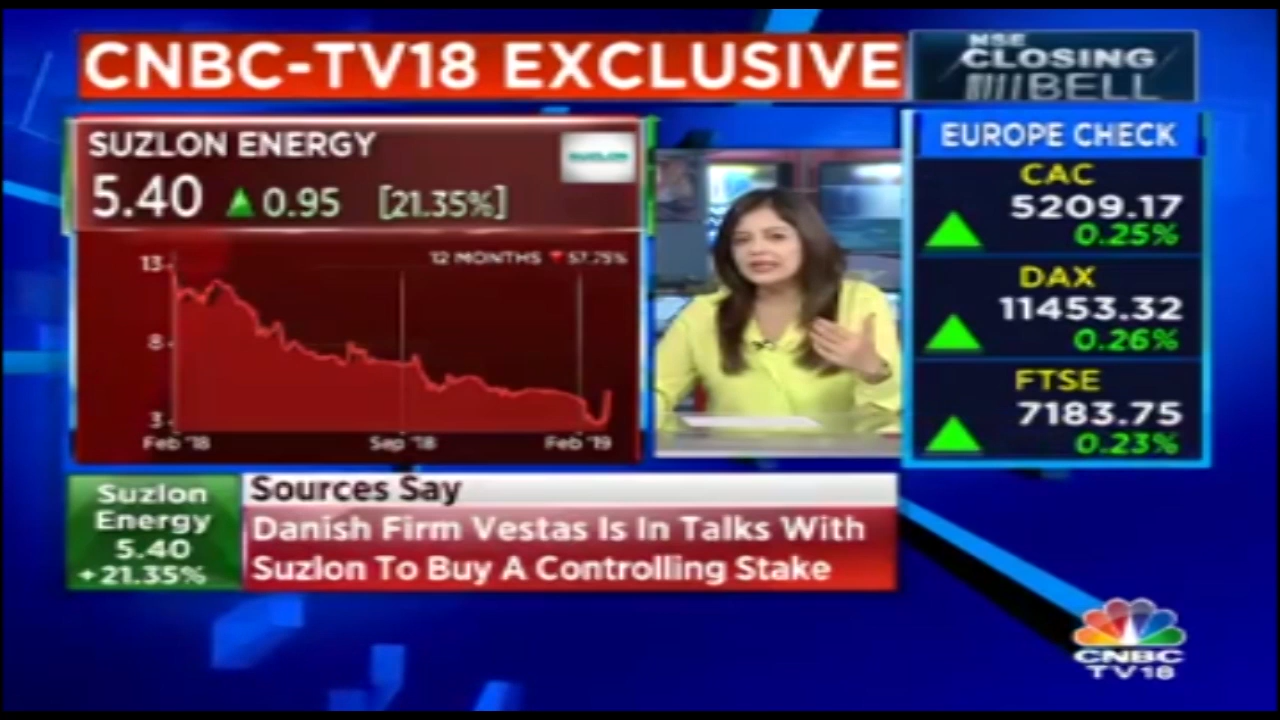 CNBC-TV18 EXCLUSIVE
NSE
CLOSING
BELL
SUZLON ENERGY
SUZLON
5.40 ▲ 0.95 [21.35%]
12 MONTHS ▼ 57.75%
13
8
3
Feb '18 Sep '18 Feb '19
EUROPE CHECK
CAC
5209.17
0.25%
DAX
11453.32
0.26%
FTSE
7183.75
0.23%
Suzlon
Energy
5.40
+21.35%
Sources Say
Danish Firm Vestas Is In Talks With
Suzlon To Buy A Controlling Stake
CNBC
TV18